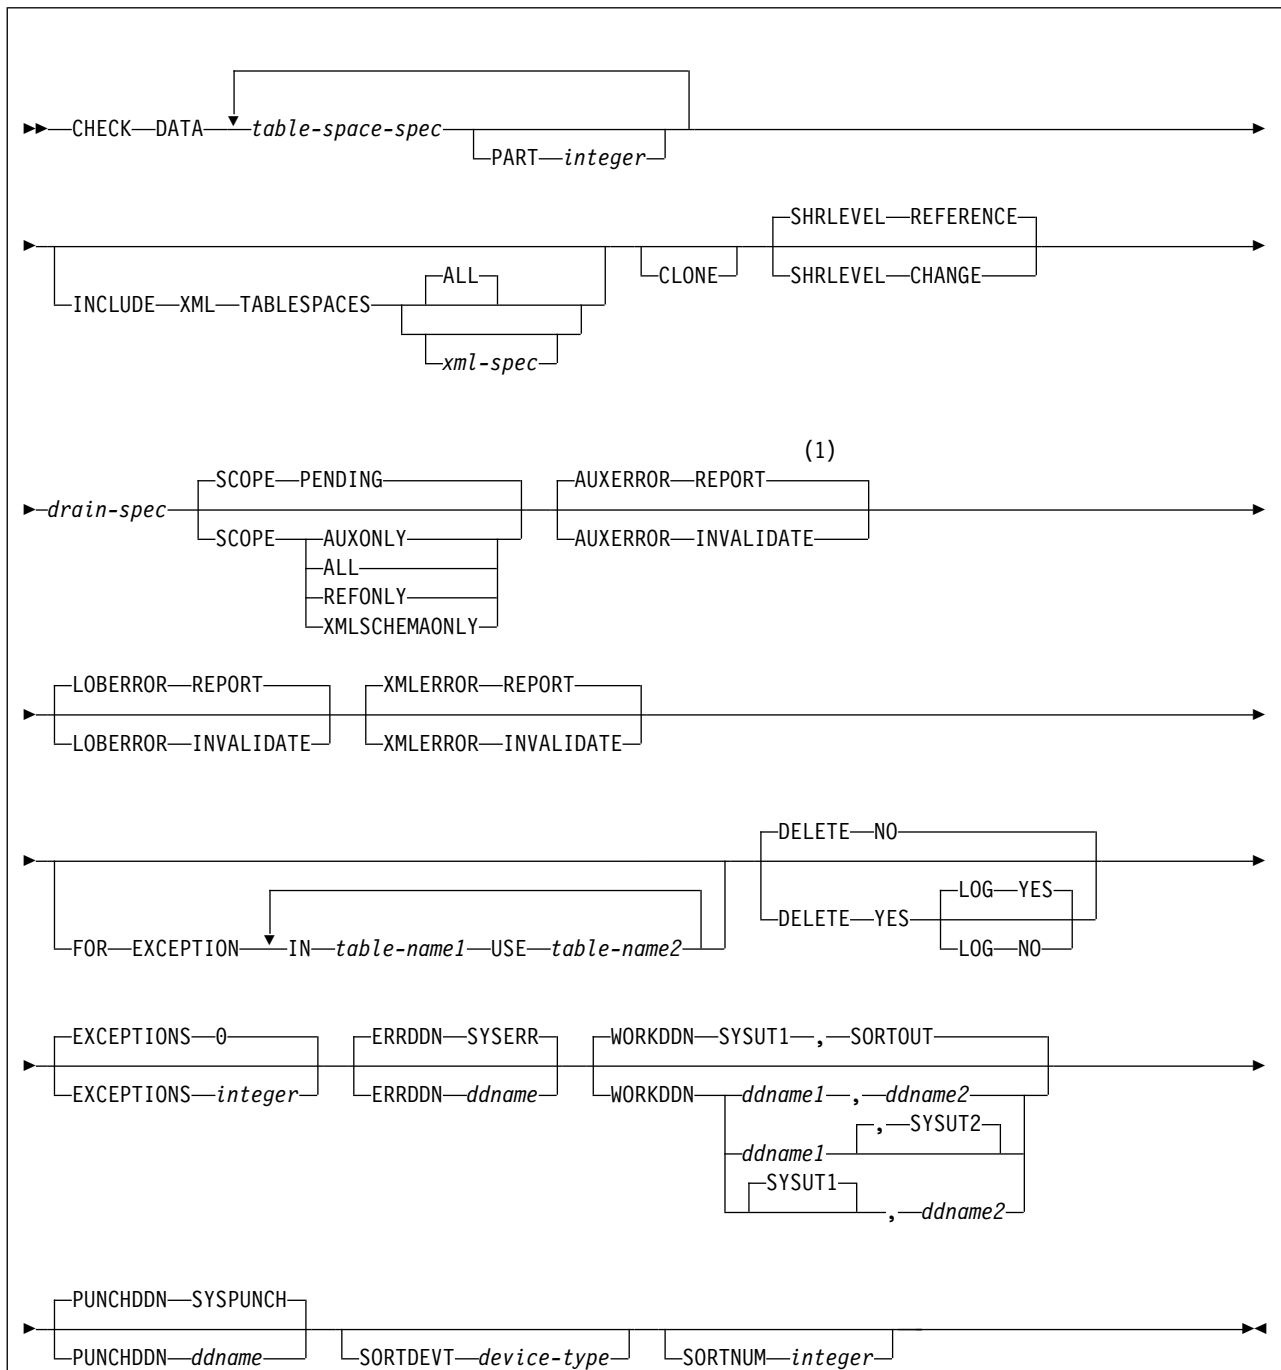 CHECK DATA table-space-spec
PART integer
SHRLEVEL REFERENCE
ALL CLONE SHRLEVEL CHANGE
INCLUDE XML TABLESPACES
xml-spec
(1)
SCOPE PENDING AUXERROR REPORT
drain-spec
SCOPE AUXONLY AUXERROR INVALIDATE
ALL
REFONLY
XMLSCHEMAONLY
LOBERROR REPORT XMLERROR REPORT
LOBERROR INVALIDATE XMLERROR INVALIDATE
DELETE NO
LOG YES
DELETE YES
FOR EXCEPTION IN table-name1 USE table-name2 LOG NO
EXCEPTIONS 0 ERRDDN SYSERR WORKDDN SYSUT1 , SORTOUT
EXCEPTIONS integer ERRDDN ddname WORKDDN ddname1 , ddname2
, SYSUT2
ddname1
SYSUT1
, ddname2
PUNCHDDN SYSPUNCH
PUNCHDDN ddname SORTDEVT device-type SORTNUM integer